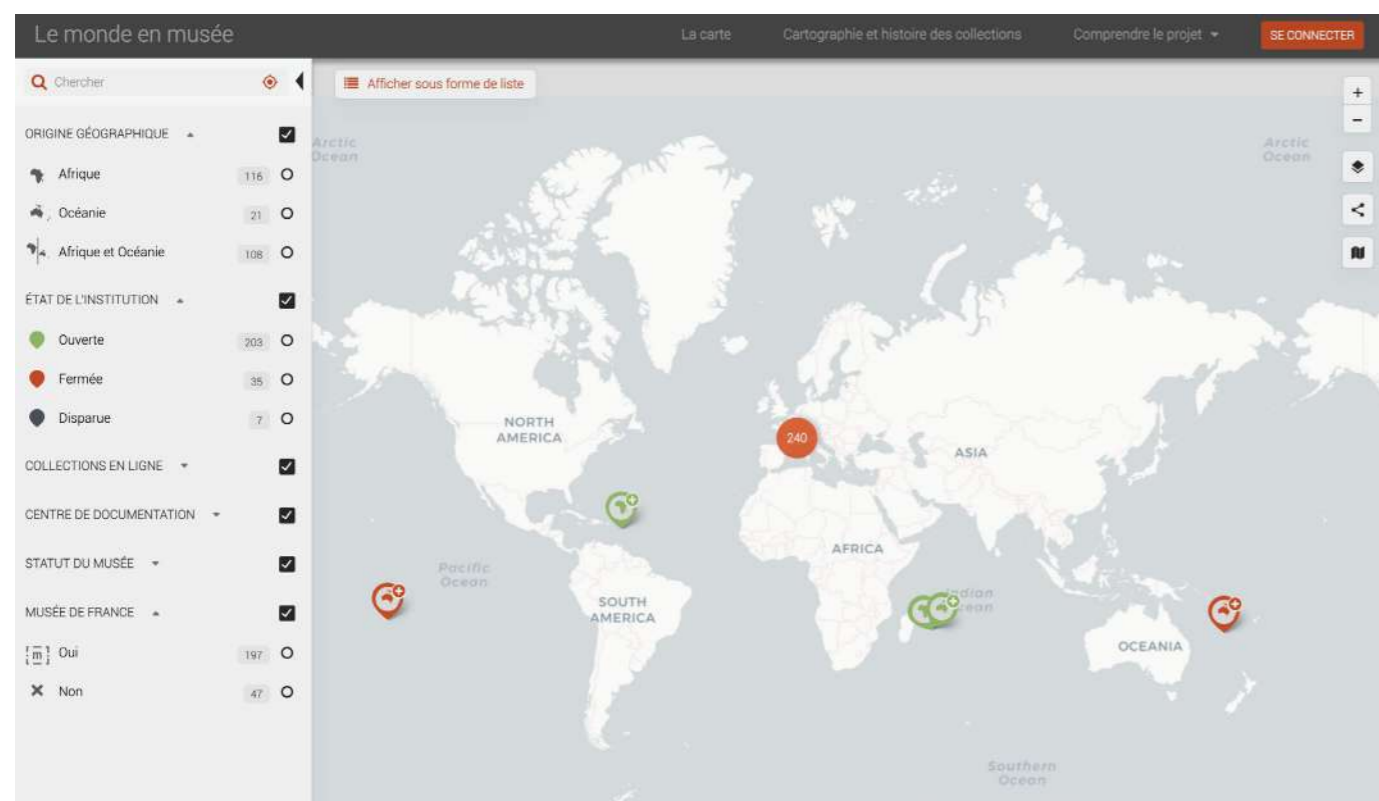 Le monde en musée
La carte
Cartographie et histoire des collections
Comprendre le projet
SE CONNECTER
Chercher
Afficher sous forme de liste
ORIGINE GÉOGRAPHIQUE
Afrique 116
Océanie 21
Afrique et Océanie 108
ÉTAT DE L'INSTITUTION
Ouverte 203
Fermée 35
Disparue 7
COLLECTIONS EN LIGNE
CENTRE DE DOCUMENTATION
STATUT DU MUSÉE
MUSÉE DE FRANCE
m Oui 197
Non 47
+
−
Arctic
Ocean
Arctic
Ocean
NORTH
AMERICA
240
ASIA
AFRICA
Pacific
Ocean
SOUTH
AMERICA
Indian
Ocean
OCEANIA
Southern
Ocean